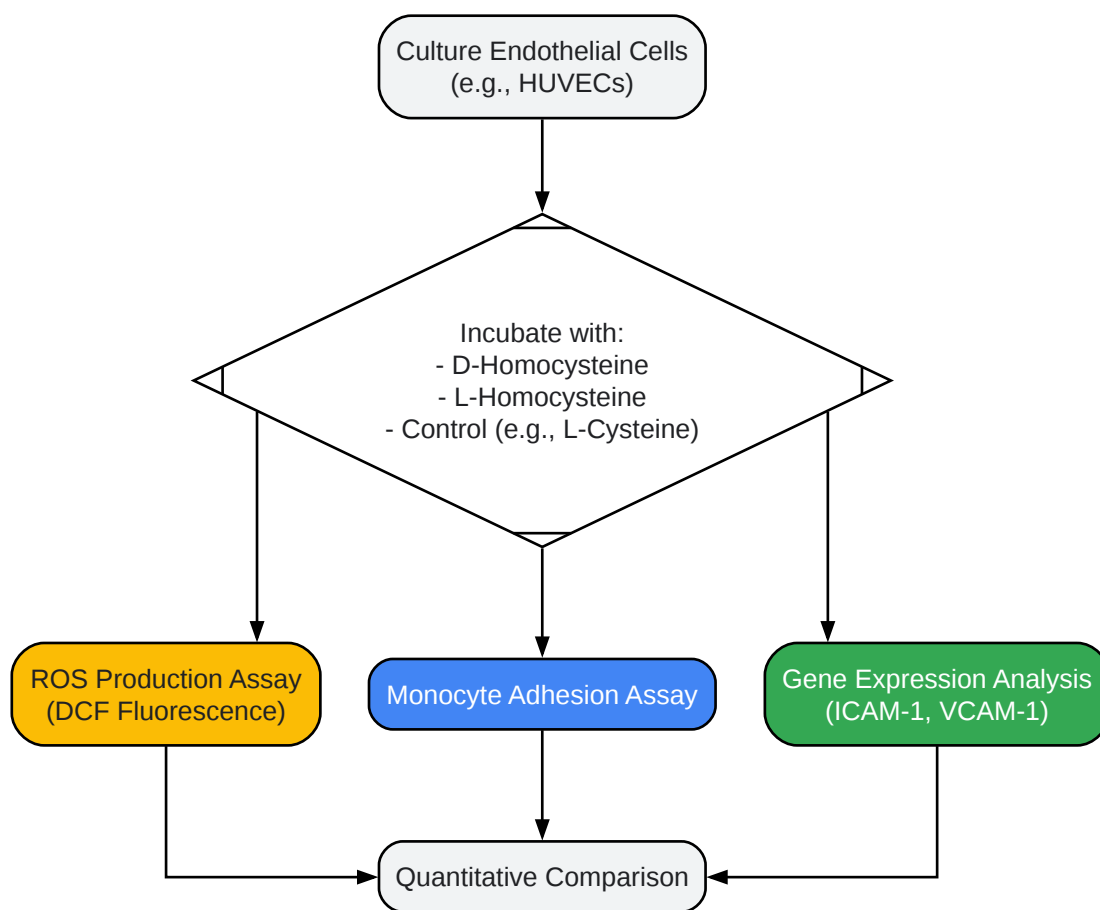 Culture Endothelial Cells
(e.g., HUVECs)
Incubate with:
- D-Homocysteine
- L-Homocysteine
- Control (e.g., L-Cysteine)
ROS Production Assay
(DCF Fluorescence)
Monocyte Adhesion Assay
Gene Expression Analysis
(ICAM-1, VCAM-1)
Quantitative Comparison